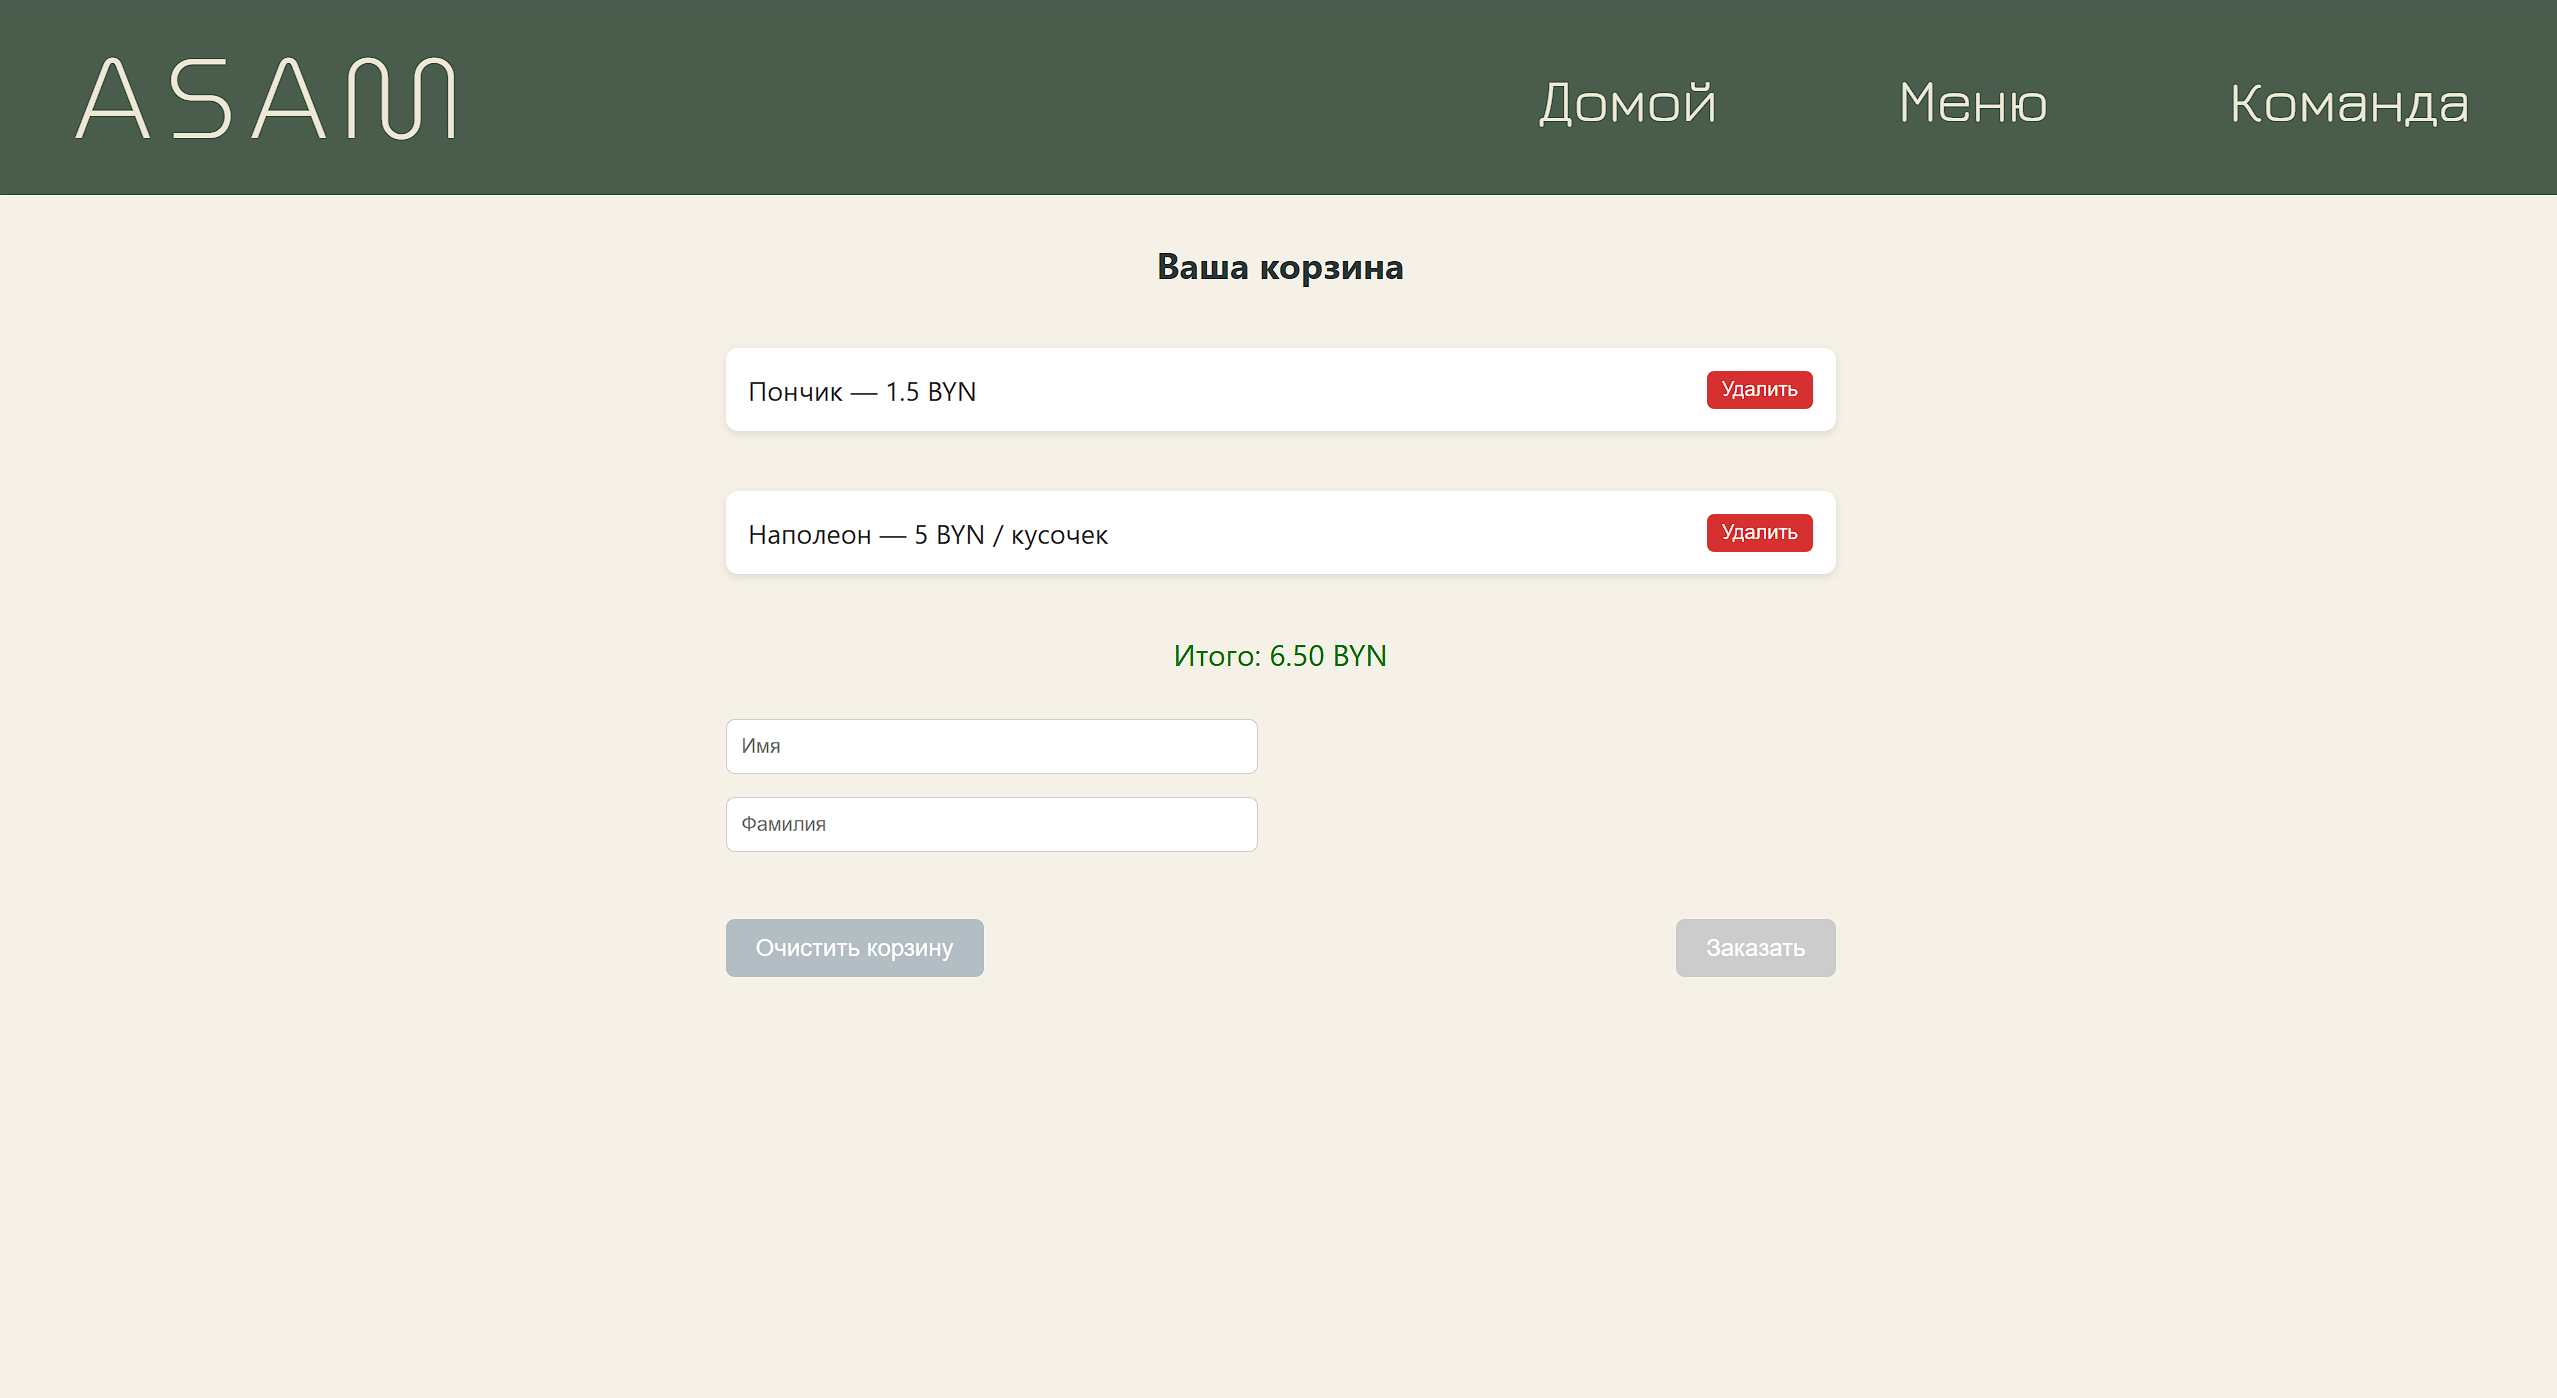 ASAM
Домой Меню Команда
Ваша корзина
Пончик — 1.5 BYN
Удалить
Наполеон — 5 BYN / кусочек
Удалить
Итого: 6.50 BYN
Имя
Фамилия
Очистить корзину
Заказать